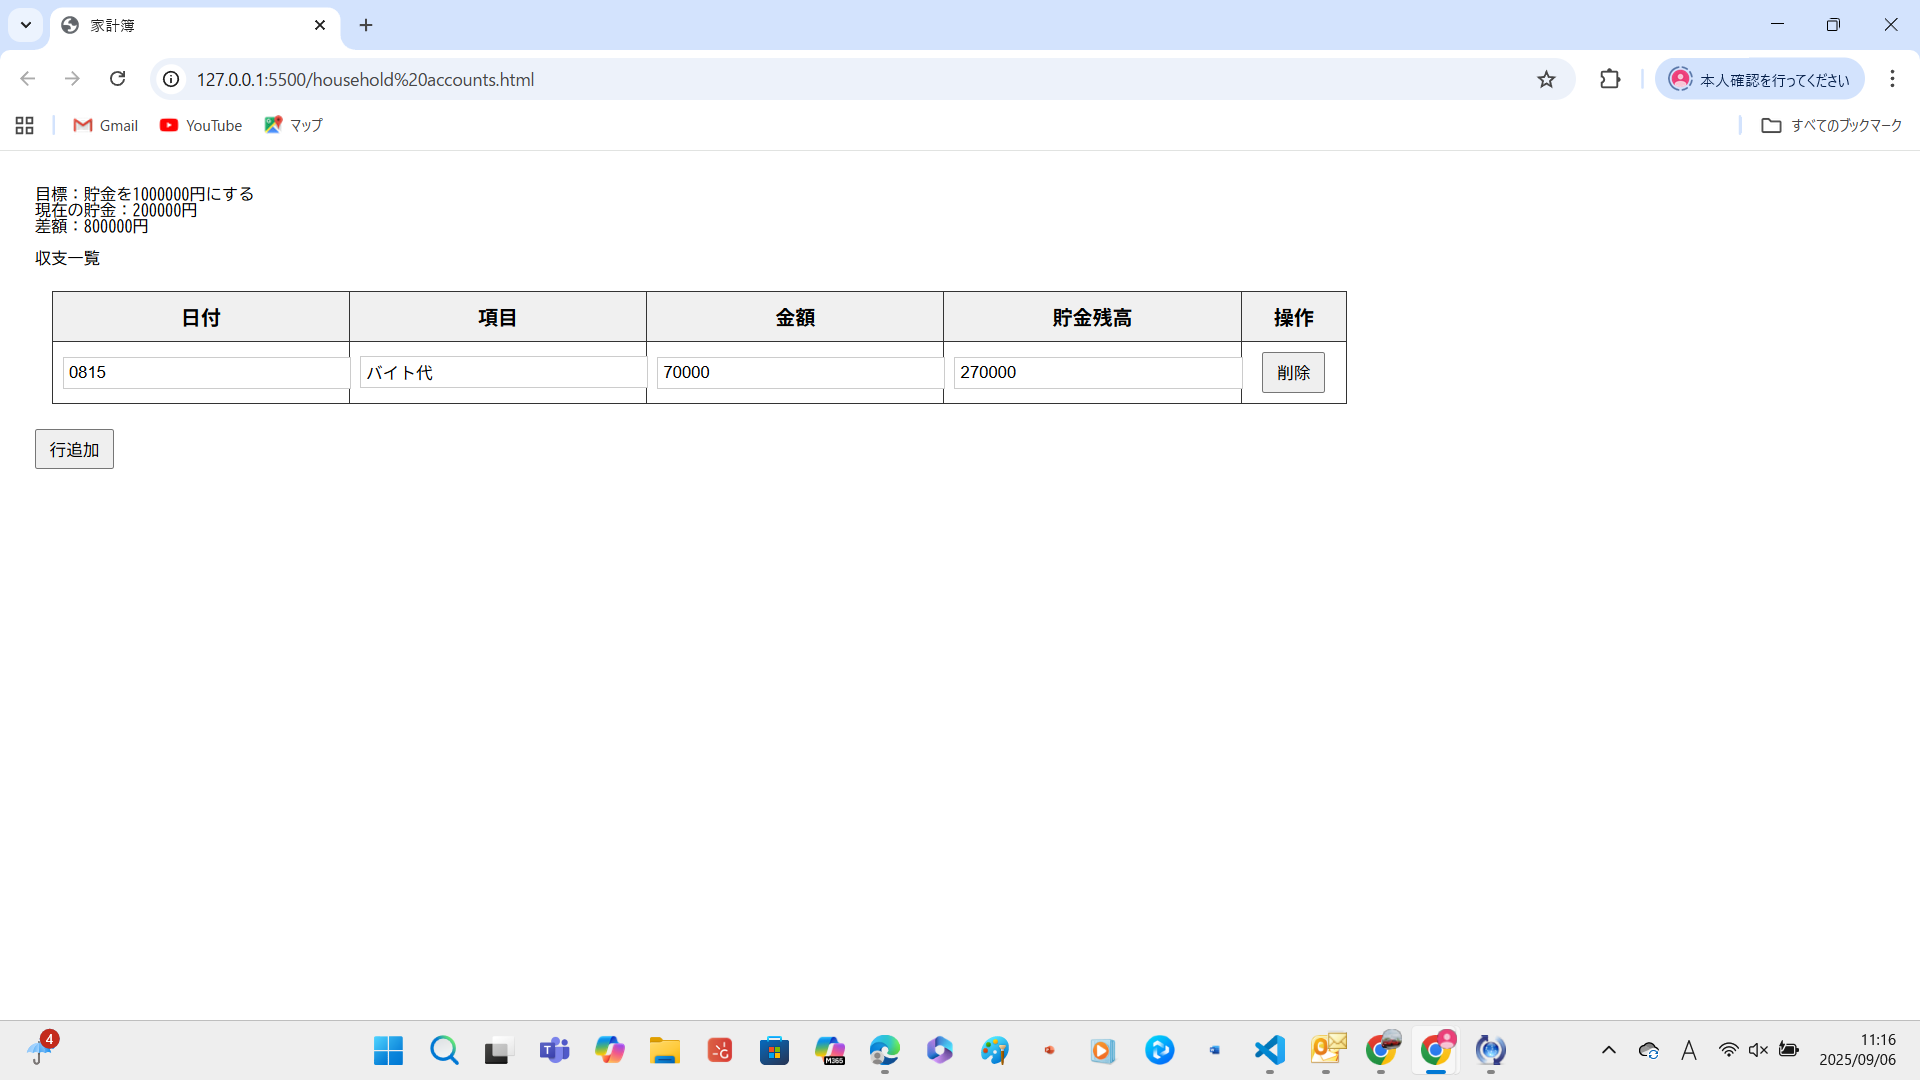 家計簿
127.0.0.1:5500/household%20accounts.html
本人確認を行ってください
Gmail
YouTube
マップ
すべてのブックマーク
目標：貯金を1000000円にする
現在の貯金：200000円
差額：800000円
収支一覧
日付 項目 金額 貯金残高 操作
0815 バイト代 70000 270000 削除
行追加
4
M365
A
11:16
2025/09/06